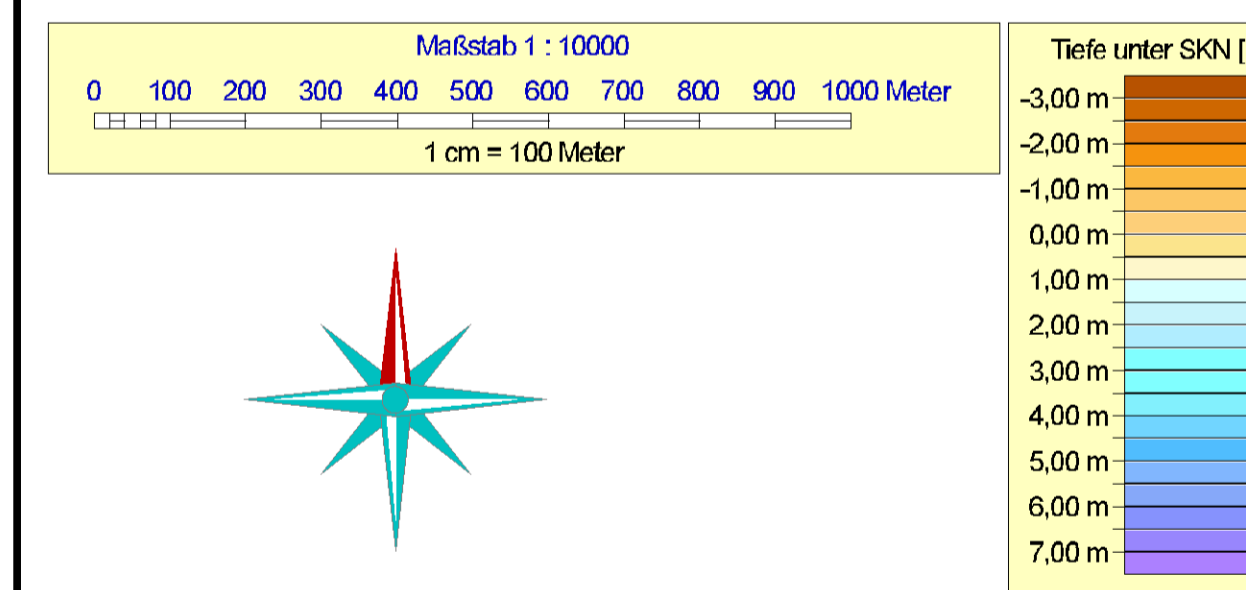 Maßstab 1 : 10000
0 100 200 300 400 500 600 700 800 900 1000 Meter
1 cm = 100 Meter
Tiefe unter SKN [
-3,00 m
-2,00 m
-1,00 m
0,00 m
1,00 m
2,00 m
3,00 m
4,00 m
5,00 m
6,00 m
7,00 m